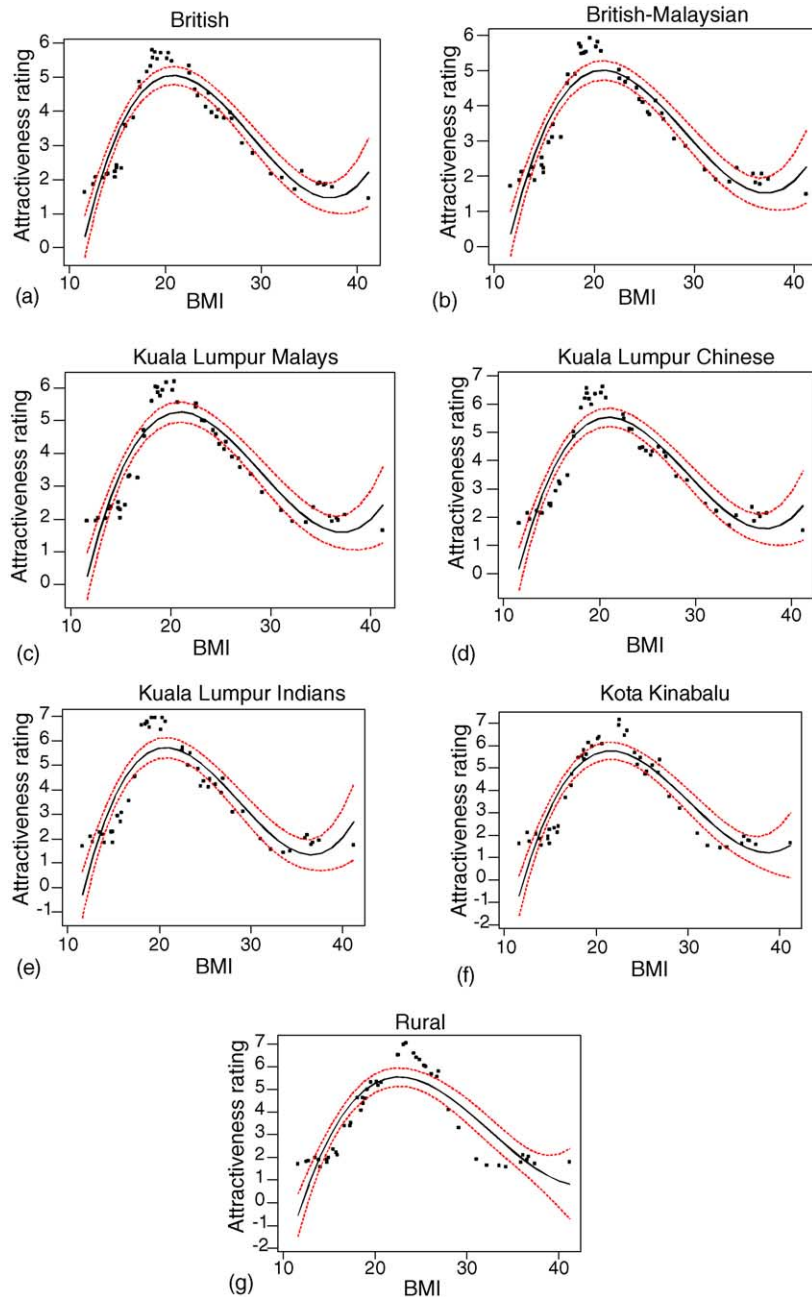 British
Attractiveness rating
6
5
4
3
2
1
0
10 20 30 40
BMI
(a)
British-Malaysian
Attractiveness rating
6
5
4
3
2
1
0
10 20 30 40
BMI
(b)
Kuala Lumpur Malays
Attractiveness rating
6
5
4
3
2
1
0
10 20 30 40
BMI
(c)
Kuala Lumpur Chinese
Attractiveness rating
7
6
5
4
3
2
1
0
10 20 30 40
BMI
(d)
Kuala Lumpur Indians
Attractiveness rating
7
6
5
4
3
2
1
0
-1
10 20 30 40
BMI
(e)
Kota Kinabalu
Attractiveness rating
7
6
5
4
3
2
1
0
-1
-2
10 20 30 40
BMI
(f)
Rural
Attractiveness rating
7
6
5
4
3
2
1
0
-1
-2
10 20 30 40
BMI
(g)